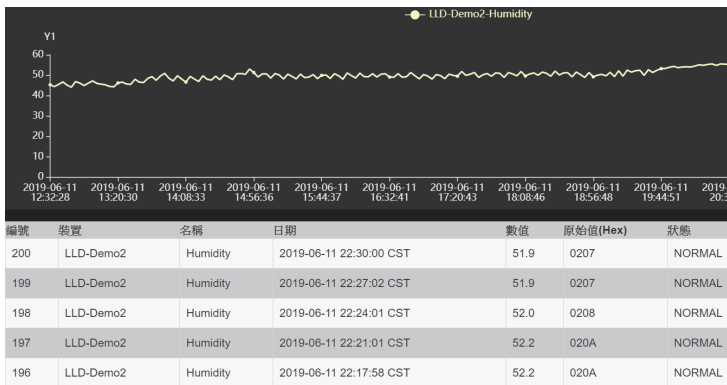 LLD-Demo2-Humidity
Y1
60
50
40
30
20
10
0
2019-06-11 2019-06-11 2019-06-11 2019-06-11 2019-06-11 2019-06-11 2019-06-11 2019-06-11 2019-06-11 2019-06-11 2019-
12:32:28 13:20:30 14:08:33 14:56:36 15:44:37 16:32:41 17:20:43 18:08:46 18:56:48 19:44:51 20:3
編號 裝置 名稱 日期 數值 原始值(Hex) 狀態
200 LLD-Demo2 Humidity 2019-06-11 22:30:00 CST 51.9 0207 NORMAL
199 LLD-Demo2 Humidity 2019-06-11 22:27:02 CST 51.9 0207 NORMAL
198 LLD-Demo2 Humidity 2019-06-11 22:24:01 CST 52.0 0208 NORMAL
197 LLD-Demo2 Humidity 2019-06-11 22:21:01 CST 52.2 020A NORMAL
196 LLD-Demo2 Humidity 2019-06-11 22:17:58 CST 52.2 020A NORMAL